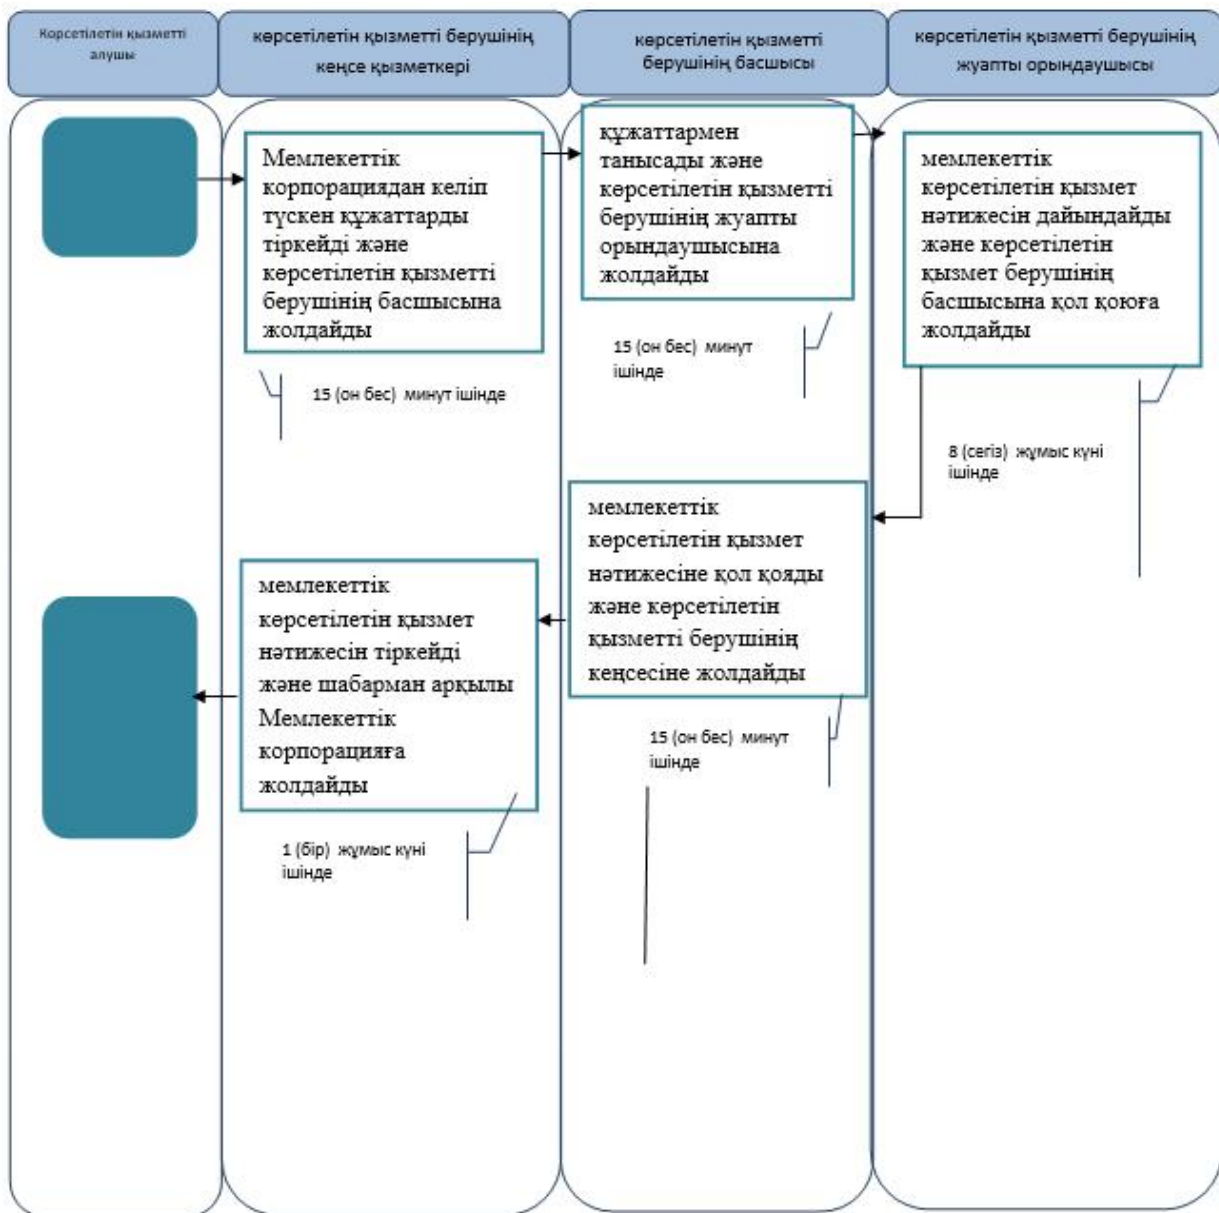 Көрсетілетін қызметті
алушы
көрсетілетін қызметті берушінің
кеңсе қызметкері
көрсетілетін қызметті
берушінің басшысы
көрсетілетін қызметті берушінің
жуапты орындаушысы
Мемлекеттік
корпорациядан келіп
түскен құжаттарды
тіркейді және
көрсетілетін қызметті
берушінің басшысына
жолдайды
15 (он бес) минут ішінде
құжаттармен
танысады және
көрсетілетін қызметті
берушінің жуапты
орындаушысына
жолдайды
15 (он бес) минут
ішінде
мемлекеттік
көрсетілетін қызмет
нәтижесін дайындайды
және көрсетілетін
қызмет берушінің
басшысына қол қоюға
жолдайды
8 (сегіз) жұмыс күні
ішінде
мемлекеттік
көрсетілетін қызмет
нәтижесіне қол қояды
және көрсетілетін
қызметті берушінің
кеңсесіне жолдайды
15 (он бес) минут
ішінде
мемлекеттік
көрсетілетін қызмет
нәтижесін тіркейді
және шабарман арқылы
Мемлекеттік
корпорацияға
жолдайды
1 (бір) жұмыс күні
ішінде